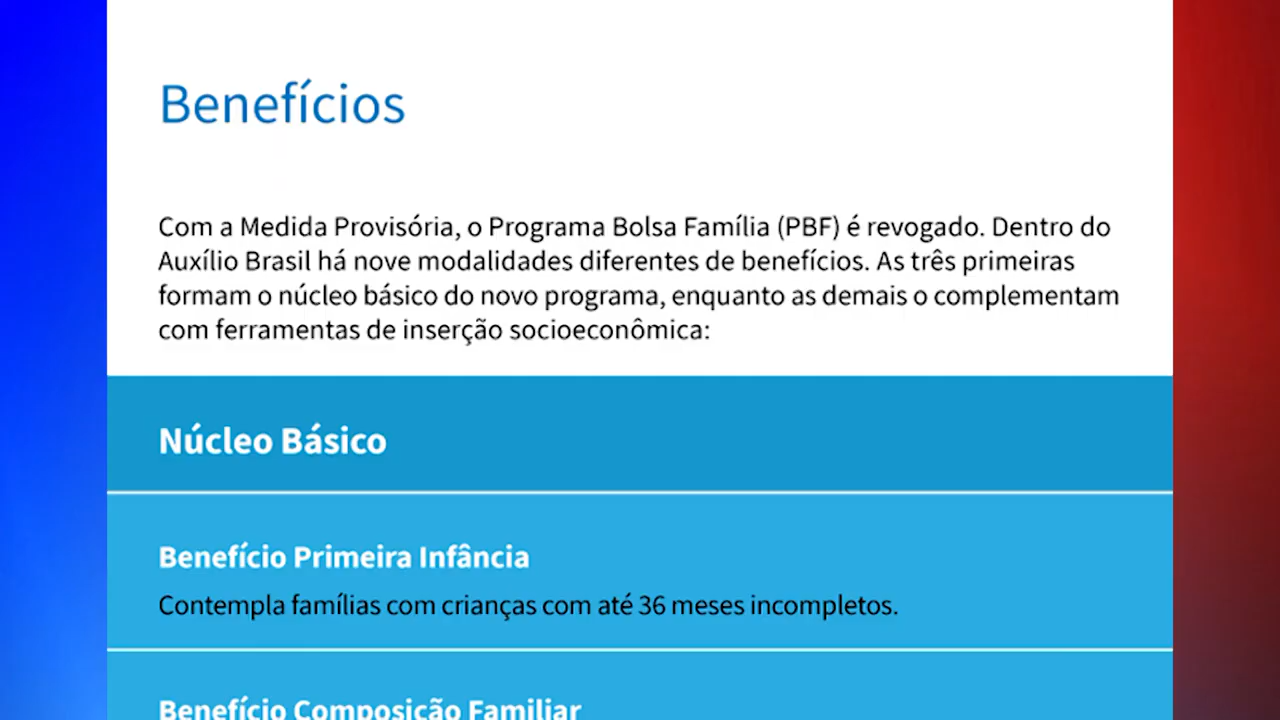 Benefícios
Com a Medida Provisória, o Programa Bolsa Família (PBF) é revogado. Dentro do
Auxílio Brasil há nove modalidades diferentes de benefícios. As três primeiras
formam o núcleo básico do novo programa, enquanto as demais o complementam
com ferramentas de inserção socioeconômica:
Núcleo Básico
Benefício Primeira Infância
Contempla famílias com crianças com até 36 meses incompletos.
Benefício Composição Familiar